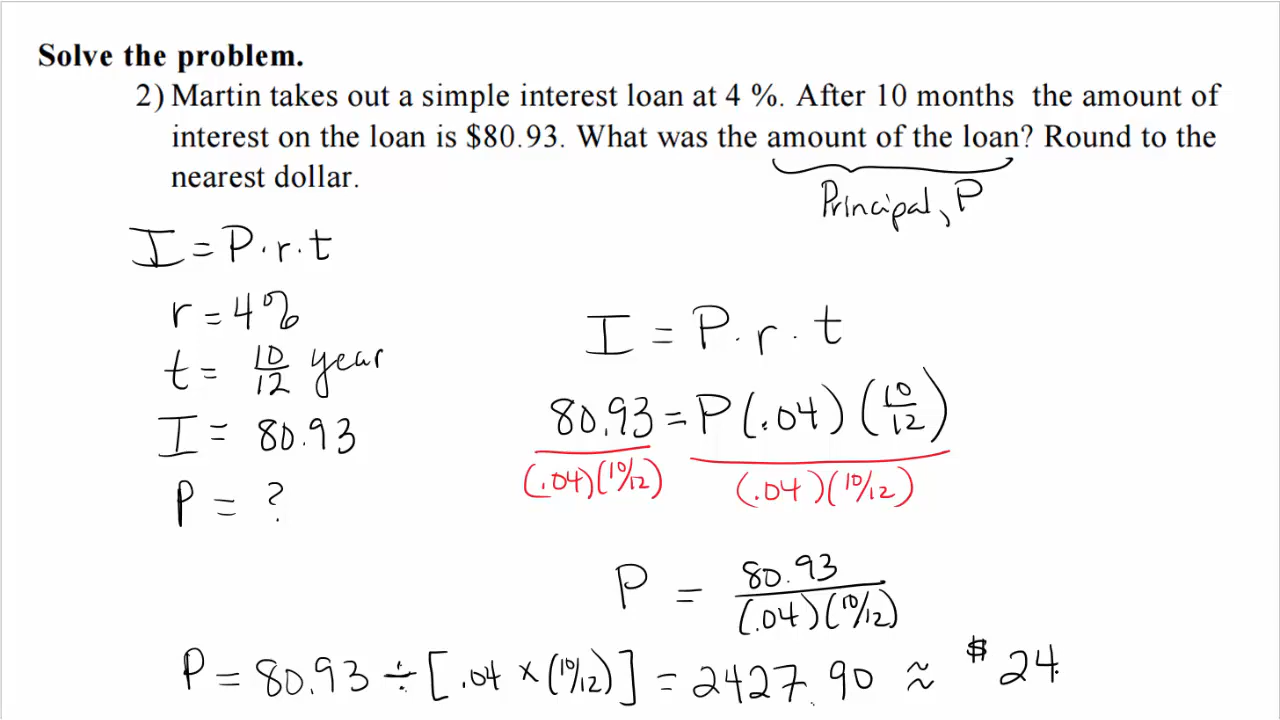 Solve the problem.
2) Martin takes out a simple interest loan at 4 %. After 10 months the amount of
interest on the loan is $80.93. What was the amount of the loan? Round to the
nearest dollar.
Principal, P
I = P · r · t
r = 4%
t = 10/12 year
I = 80.93
P = ?
I = P · r · t
80.93 = P (.04) (10/12)
(.04)(10/12) (.04)(10/12)
P = 80.93
(.04)(10/12)
P = 80.93 ÷ [.04 × (10/12)] = 2427.90 ≈ $ 24